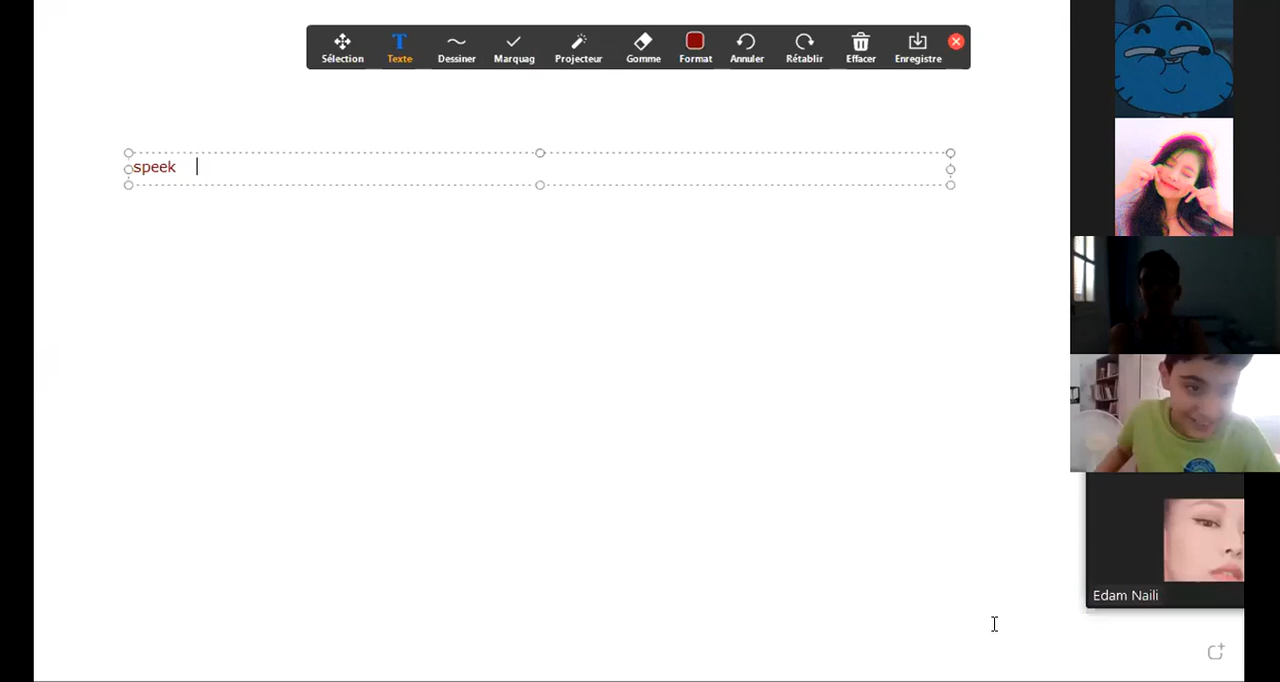 Sélection Texte Dessiner Marquag Projecteur Gomme Format Annuler Rétablir Effacer Enregistre
speek
Edam Naili